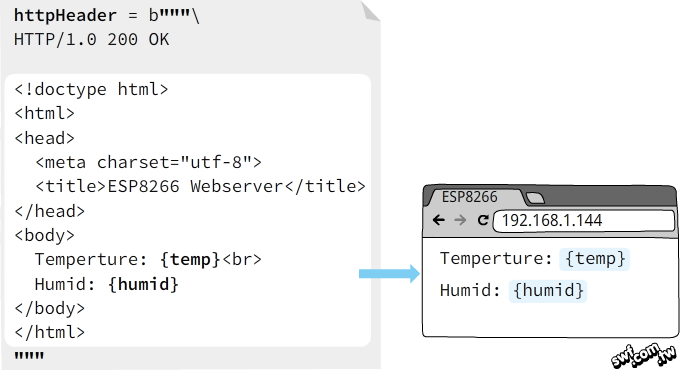 httpHeader = b"""\
HTTP/1.0 200 OK
<!doctype html>
<html>
<head>
  <meta charset="utf-8">
  <title>ESP8266 Webserver</title>
</head>
<body>
  Temperture: {temp}<br>
  Humid: {humid}
</body>
</html>
"""
ESP8266
192.168.1.144
Temperture: {temp}
Humid: {humid}
swf.com.tw